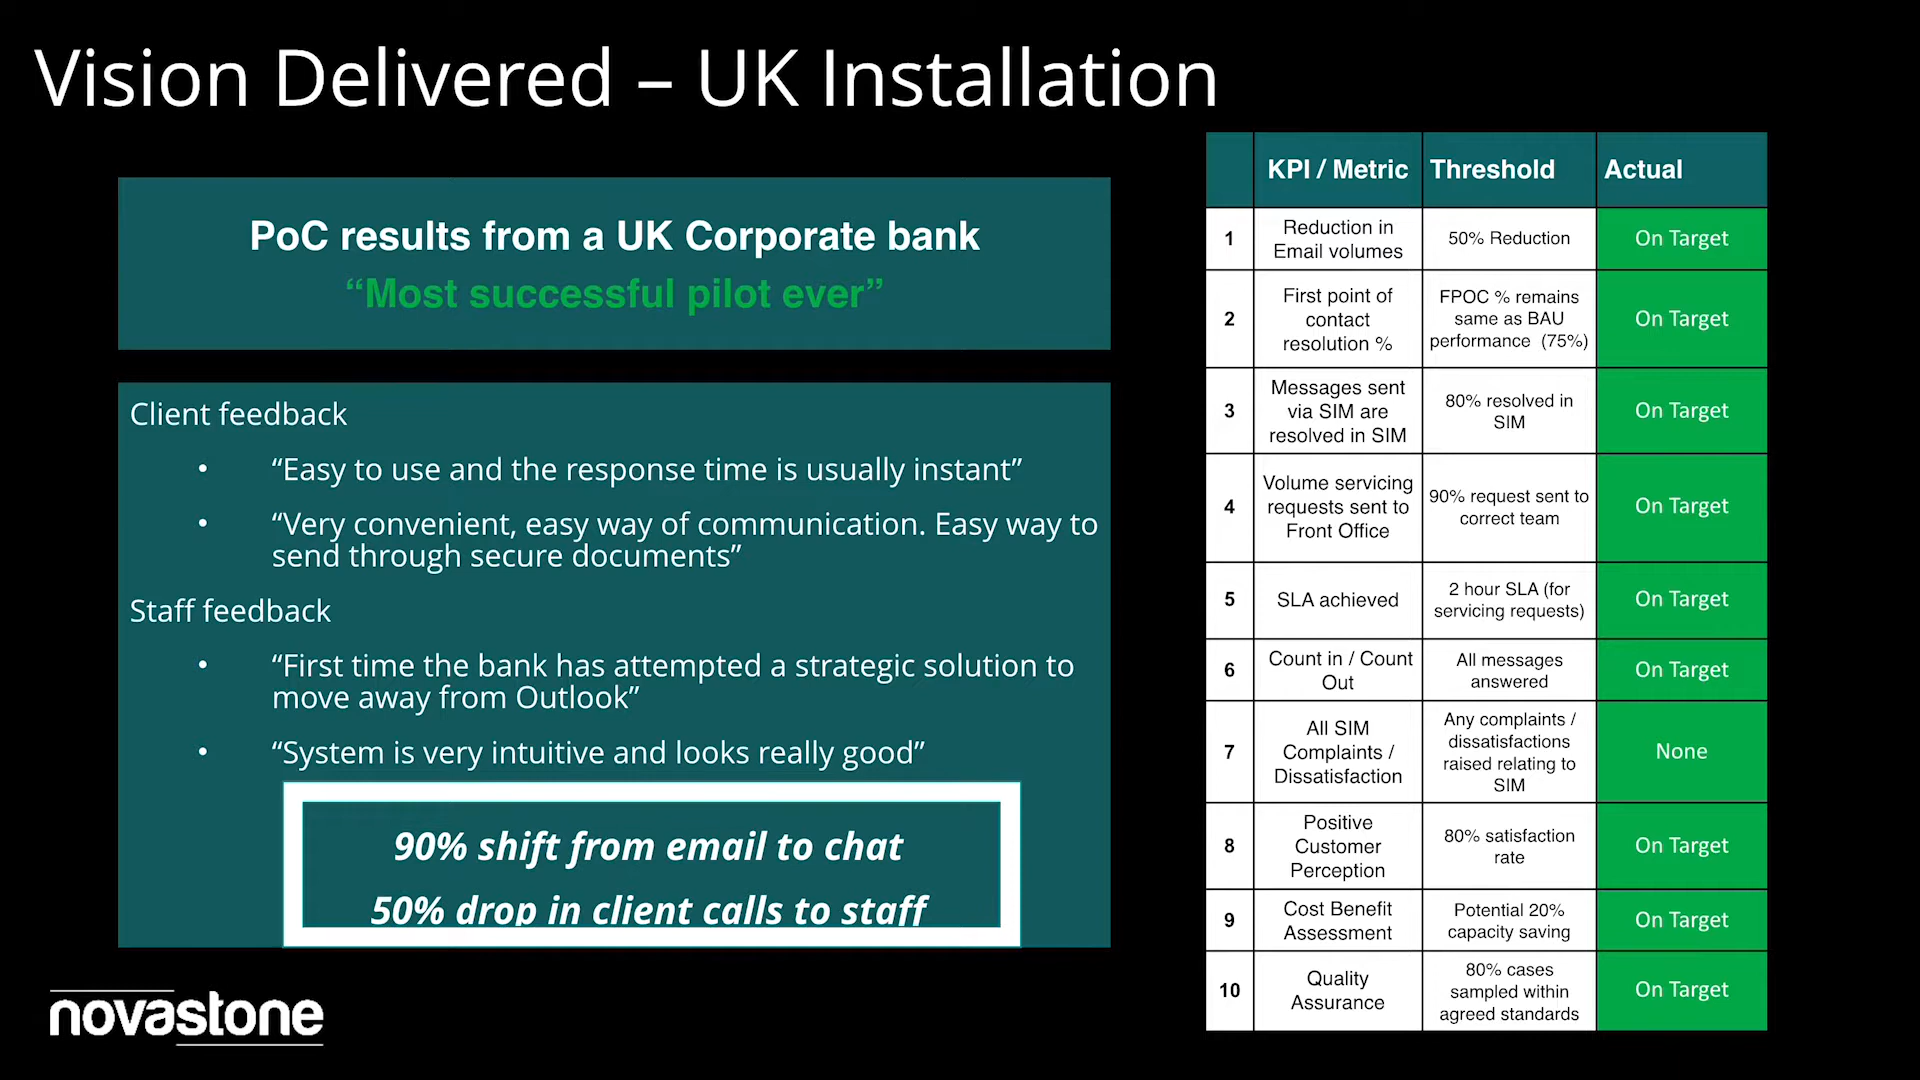 Vision Delivered – UK Installation
PoC results from a UK Corporate bank
“Most successful pilot ever”
Client feedback
• “Easy to use and the response time is usually instant”
• “Very convenient, easy way of communication. Easy way to
send through secure documents”
Staff feedback
• “First time the bank has attempted a strategic solution to
move away from Outlook”
• “System is very intuitive and looks really good”
90% shift from email to chat
50% drop in client calls to staff
novastone
KPI / Metric Threshold Actual
1 Reduction in
Email volumes 50% Reduction On Target
2 First point of
contact
resolution % FPOC % remains
same as BAU
performance (75%) On Target
3 Messages sent
via SIM are
resolved in SIM 80% resolved in
SIM On Target
4 Volume servicing
requests sent to
Front Office 90% request sent to
correct team On Target
5 SLA achieved 2 hour SLA (for
servicing requests) On Target
6 Count in / Count
Out All messages
answered On Target
7 All SIM
Complaints /
Dissatisfaction Any complaints /
dissatisfactions
raised relating to
SIM None
8 Positive
Customer
Perception 80% satisfaction
rate On Target
9 Cost Benefit
Assessment Potential 20%
capacity saving On Target
10 Quality
Assurance 80% cases
sampled within
agreed standards On Target